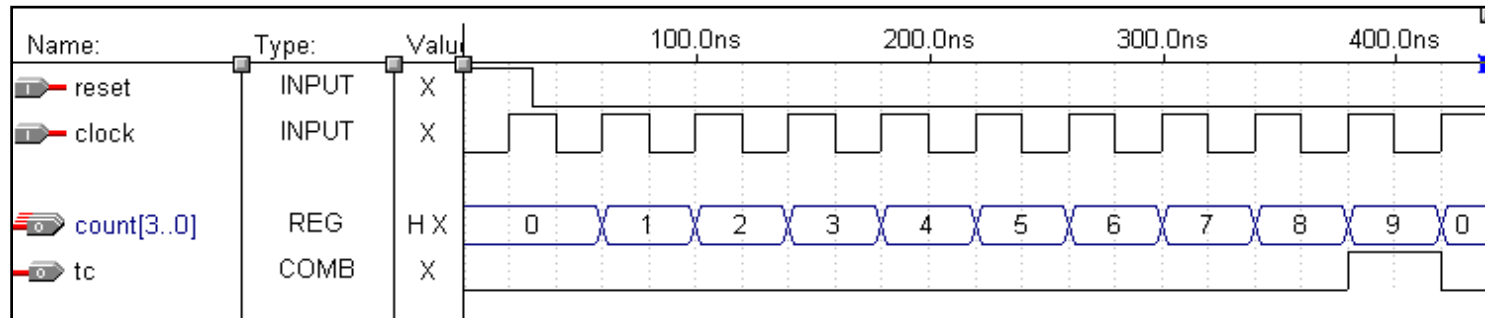 Name: Type: Valu 100.0ns 200.0ns 300.0ns 400.0ns
reset INPUT X
clock INPUT X
count[3..0] REG H X 0 1 2 3 4 5 6 7 8 9 0
tc COMB X